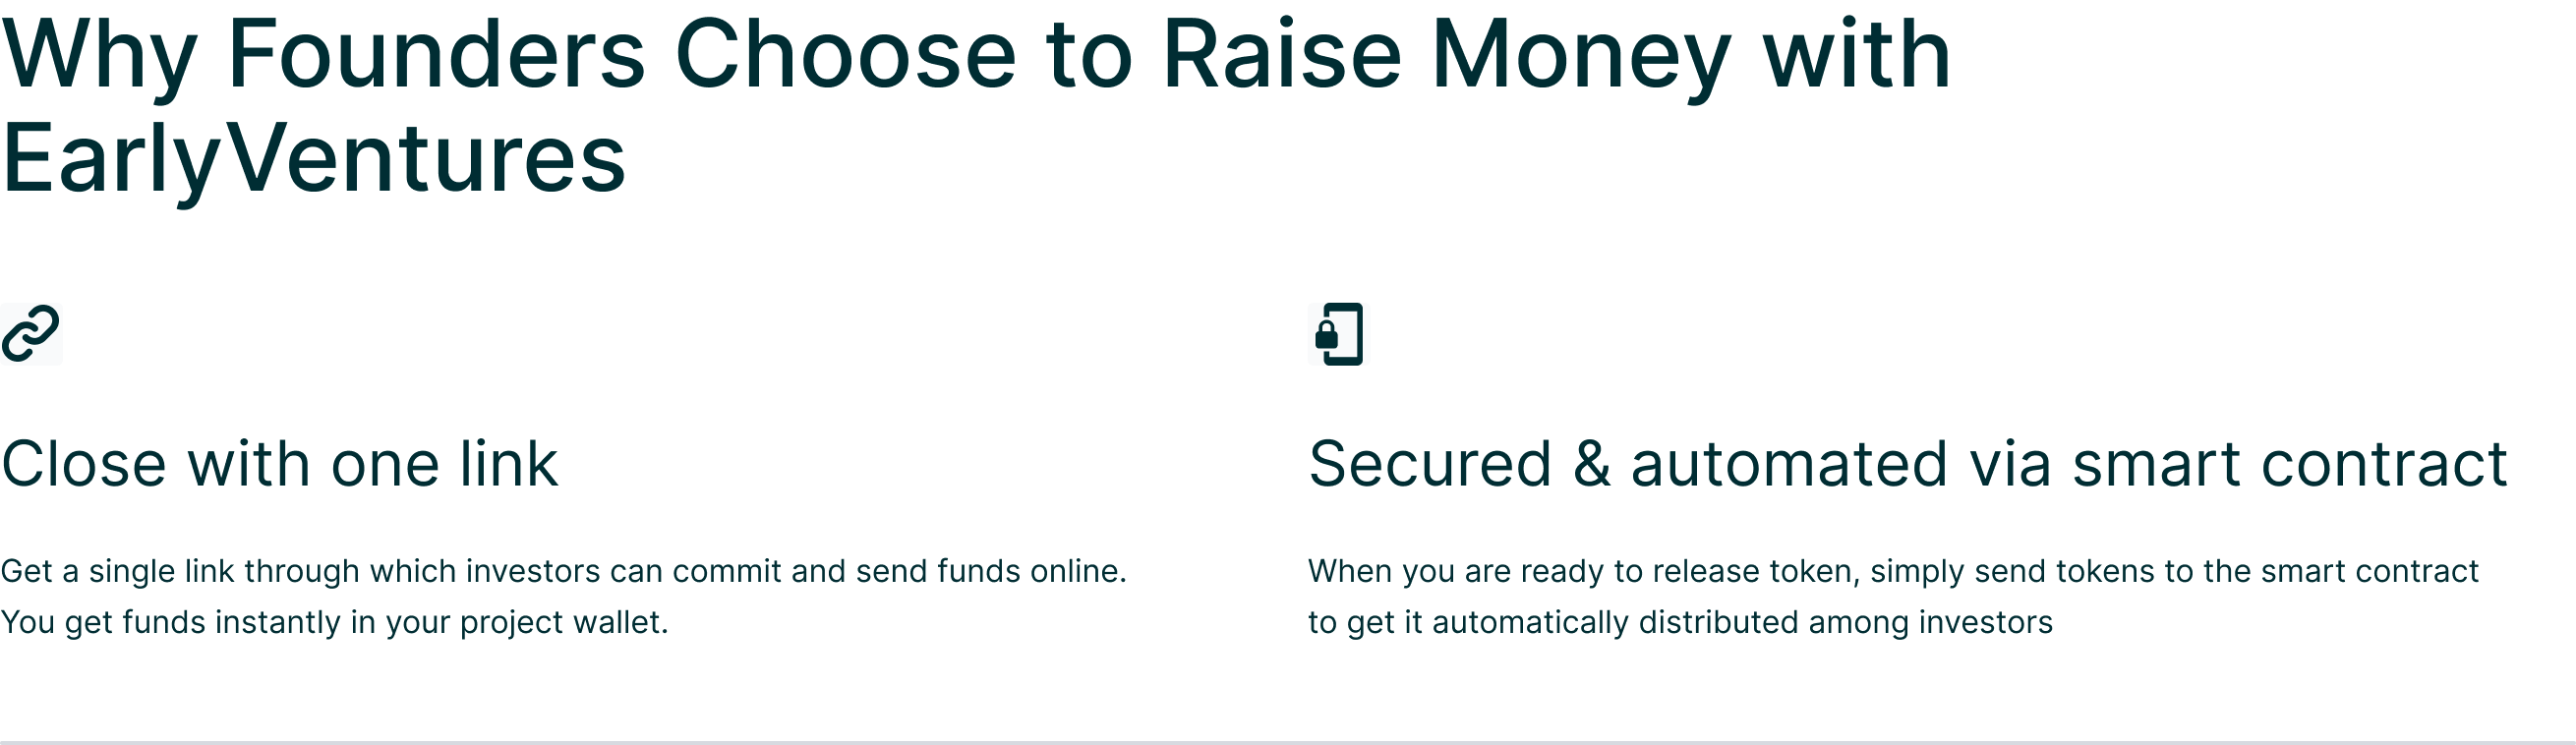 Why Founders Choose to Raise Money with
EarlyVentures
Close with one link
Get a single link through which investors can commit and send funds online.
You get funds instantly in your project wallet.
Secured & automated via smart contract
When you are ready to release token, simply send tokens to the smart contract
to get it automatically distributed among investors